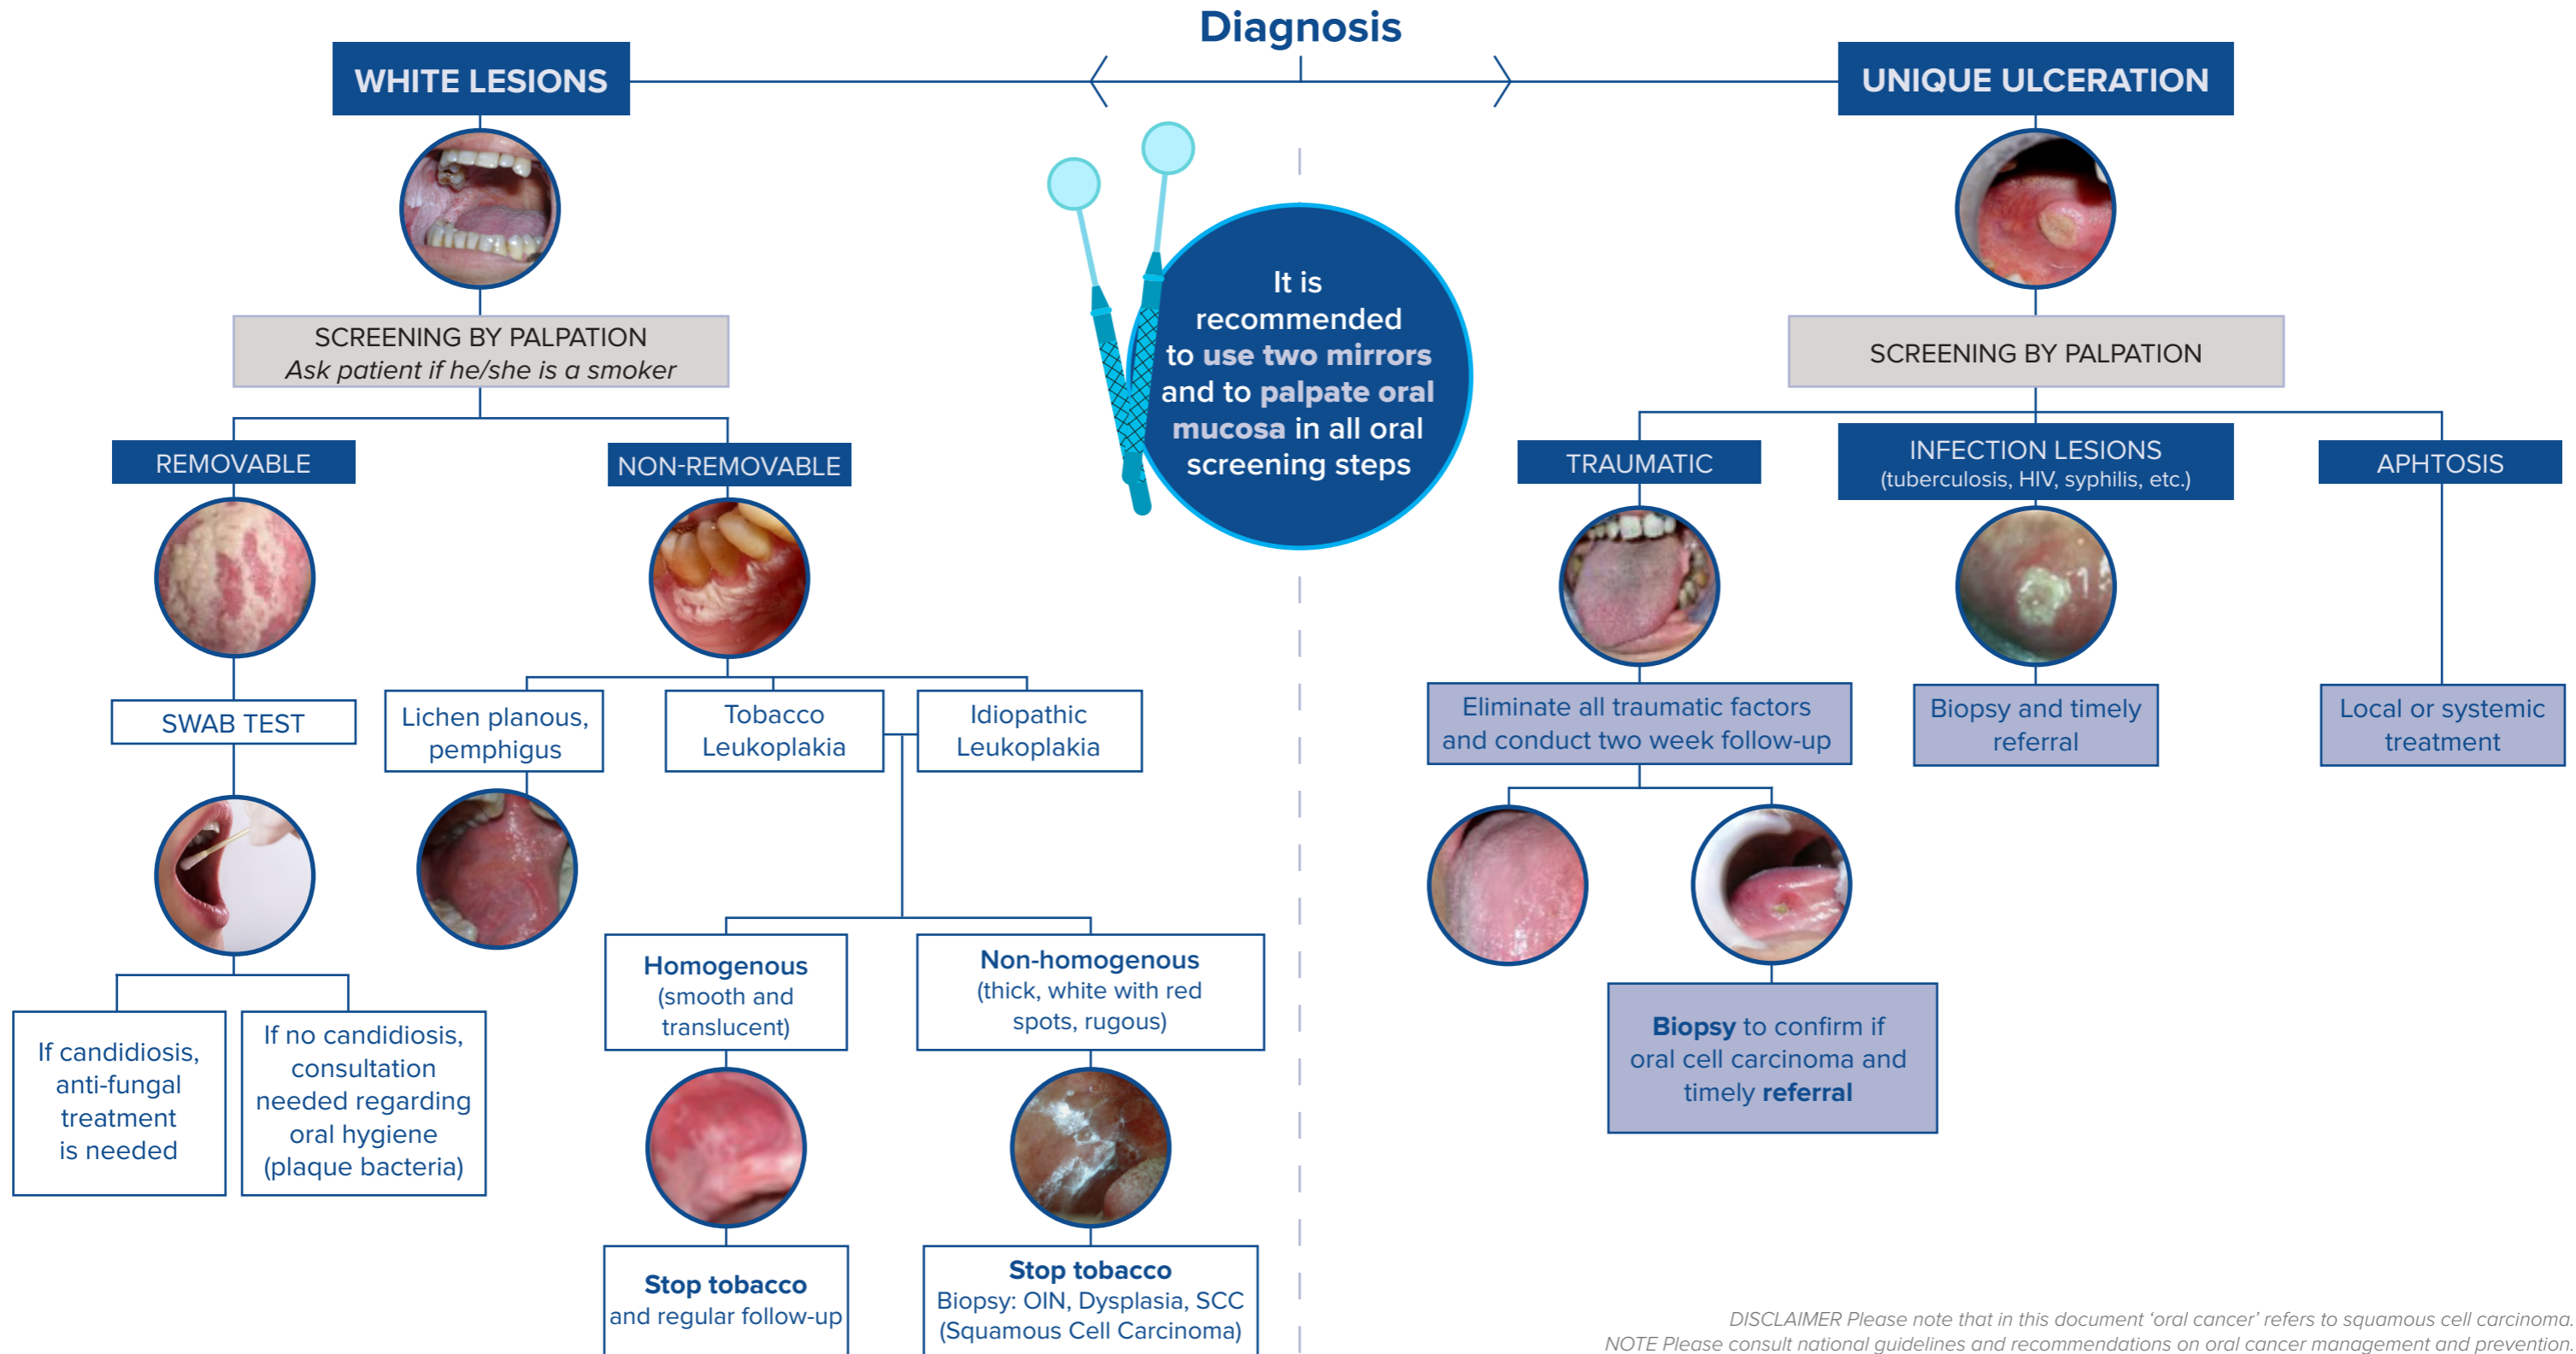 Diagnosis
WHITE LESIONS
SCREENING BY PALPATION
Ask patient if he/she is a smoker
REMOVABLE
SWAB TEST
If candidiosis,
anti-fungal
treatment
is needed
If no candidiosis,
consultation
needed regarding
oral hygiene
(plaque bacteria)
NON-REMOVABLE
Lichen planous,
pemphigus
Tobacco
Leukoplakia
Idiopathic
Leukoplakia
Homogenous
(smooth and
translucent)
Stop tobacco
and regular follow-up
Non-homogenous
(thick, white with red
spots, rugous)
Stop tobacco
Biopsy: OIN, Dysplasia, SCC
(Squamous Cell Carcinoma)
It is
recommended
to use two mirrors
and to palpate oral
mucosa in all oral
screening steps
UNIQUE ULCERATION
SCREENING BY PALPATION
TRAUMATIC
Eliminate all traumatic factors
and conduct two week follow-up
Biopsy to confirm if
oral cell carcinoma and
timely referral
INFECTION LESIONS
(tuberculosis, HIV, syphilis, etc.)
Biopsy and timely
referral
APHTOSIS
Local or systemic
treatment
DISCLAIMER Please note that in this document ‘oral cancer’ refers to squamous cell carcinoma.
NOTE Please consult national guidelines and recommendations on oral cancer management and prevention.